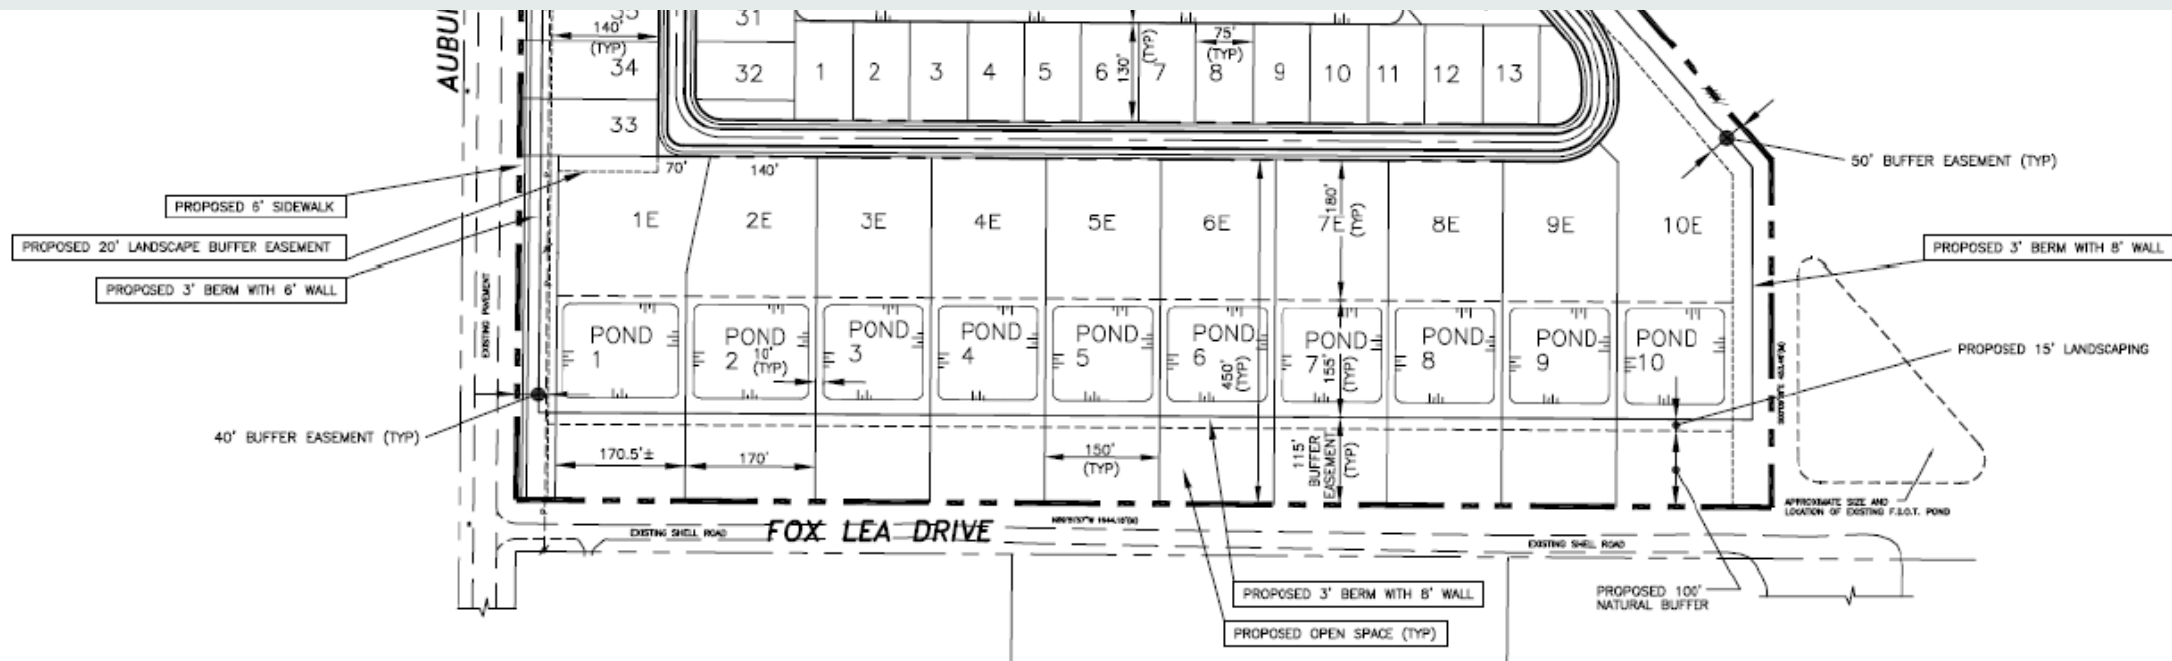 AUBU
35
31
140'
(TYP)
34
32
33
1
2
3
4
5
6
130'
(TYP)
7
75'
(TYP)
8
9
10
11
12
13
50' BUFFER EASEMENT (TYP)
PROPOSED 6' SIDEWALK
PROPOSED 20' LANDSCAPE BUFFER EASEMENT
PROPOSED 3' BERM WITH 6' WALL
70'
140'
1E
2E
3E
4E
5E
6E
7E
180'
(TYP)
8E
9E
10E
PROPOSED 3' BERM WITH 8' WALL
EXISTING PAVEMENT
POND
1
POND
2
10'
(TYP)
POND
3
POND
4
POND
5
POND
6
450'
(TYP)
POND
7
155'
(TYP)
POND
8
POND
9
POND
10
PROPOSED 15' LANDSCAPING
40' BUFFER EASEMENT (TYP)
170.5'±
170'
150'
(TYP)
115'
BUFFER
EASEMENT
(TYP)
APPROXIMATE SIZE AND
LOCATION OF EXISTING F.D.O.T. POND
EXISTING SHELL ROAD
FOX LEA DRIVE
EXISTING SHELL ROAD
PROPOSED 3' BERM WITH 8' WALL
PROPOSED 100'
NATURAL BUFFER
PROPOSED OPEN SPACE (TYP)